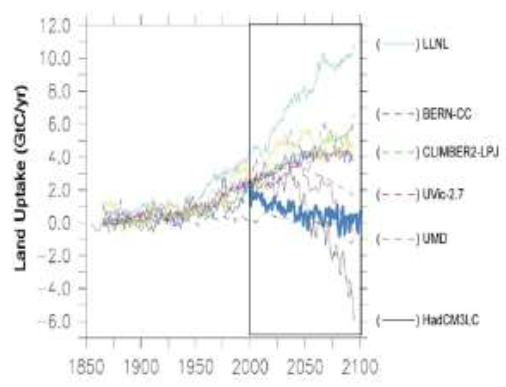 12.0
10.0
8.0
6.0
4.0
2.0
0.0
-2.0
-4.0
-6.0
Land Uptake (GtC/yr)
1850 1900 1950 2000 2050 2100
(—) LLNL
(- - -) BERN-CC
(- - -) CLIMBER2-LPJ
(- - -) UVic-2.7
(- - -) UMD
(—) HadCM3LC